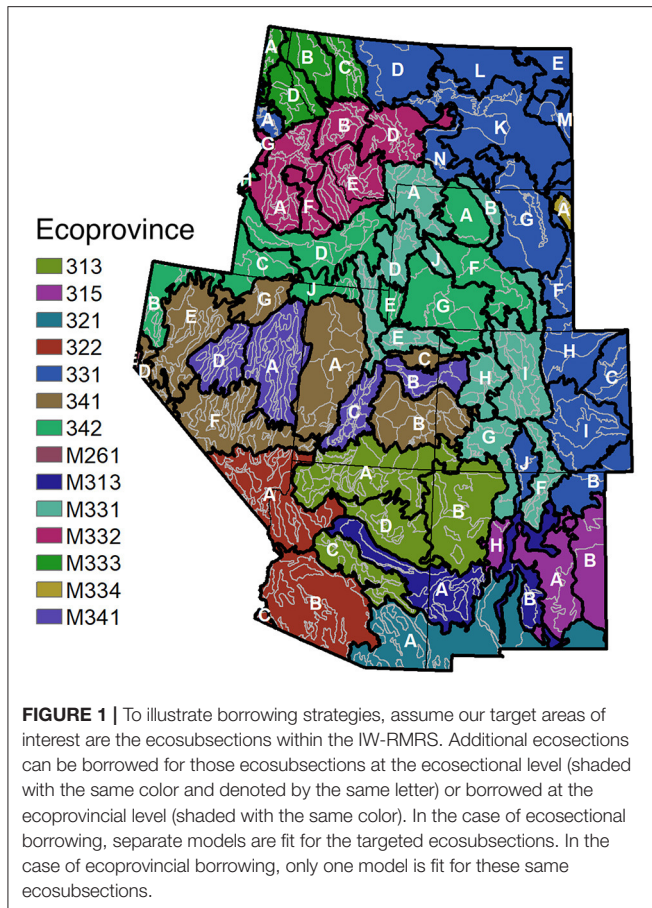 A B C D L E
D K M
A
G B D N
H A F E A A B G A
C D D J F F
B G J E G
E A E C H C
D A B H I
E D C B G I
F J F B
A A B H
D
C A B
B A B
C A
Ecoprovince
313
315
321
322
331
341
342
M261
M313
M331
M332
M333
M334
M341
FIGURE 1 | To illustrate borrowing strategies, assume our target areas of
interest are the ecosubsections within the IW-RMRS. Additional ecosections
can be borrowed for those ecosubsections at the ecosectional level (shaded
with the same color and denoted by the same letter) or borrowed at the
ecoprovincial level (shaded with the same color). In the case of ecosectional
borrowing, separate models are fit for the targeted ecosubsections. In the
case of ecoprovincial borrowing, only one model is fit for these same
ecosubsections.